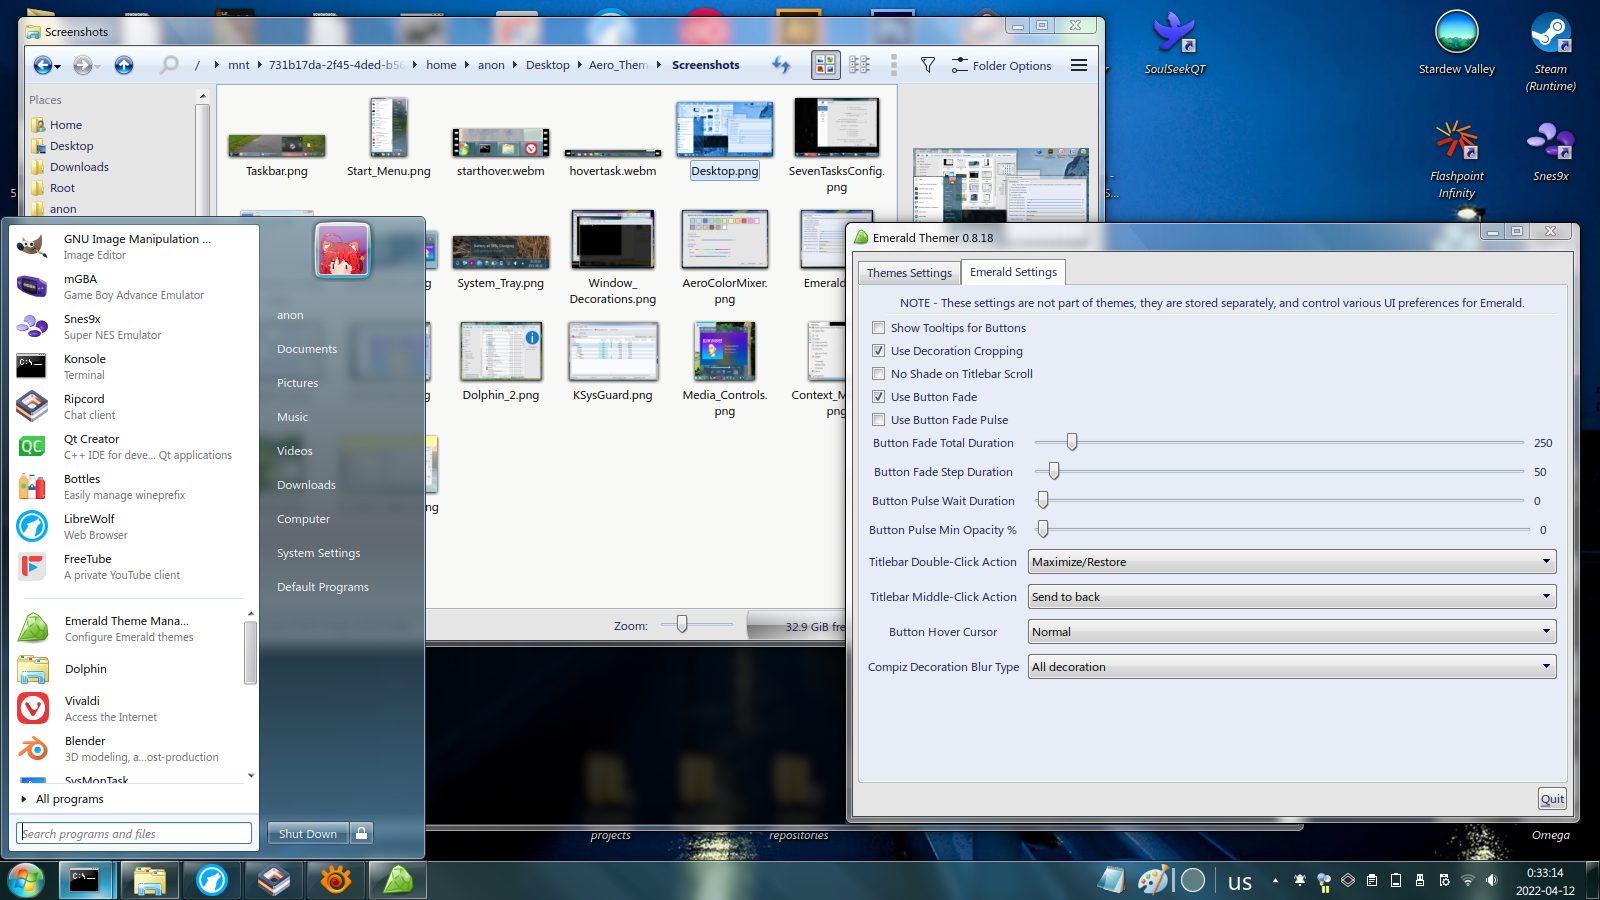 Screenshots
/ mnt 731b17da-2f45-4ded-b56 home anon Desktop Aero_Them Screenshots
Folder Options
Places
Home
Desktop
Downloads
Root
anon
Taskbar.png
Start_Menu.png
starthover.webm
hovertask.webm
Desktop.png
SevenTasksConfig.
png
System_Tray.png
Window_
Decorations.png
AeroColorMixer.
png
Emerald
Dolphin_2.png
KSysGuard.png
Media_Controls.
png
Context_M
png
ng
Zoom:
32.9 GiB fre
GNU Image Manipulation ...
Image Editor
mGBA
Game Boy Advance Emulator
Snes9x
Super NES Emulator
Konsole
Terminal
Ripcord
Chat client
Qt Creator
C++ IDE for deve... Qt applications
Bottles
Easily manage wineprefix
LibreWolf
Web Browser
FreeTube
A private YouTube client
Emerald Theme Mana...
Configure Emerald themes
Dolphin
Vivaldi
Access the Internet
Blender
3D modeling, a...ost-production
SysMonTask
All programs
Search programs and files
anon
Documents
Pictures
Music
Videos
Downloads
Computer
System Settings
Default Programs
Shut Down
Emerald Themer 0.8.18
Themes Settings
Emerald Settings
NOTE - These settings are not part of themes, they are stored separately, and control various UI preferences for Emerald.
Show Tooltips for Buttons
Use Decoration Cropping
No Shade on Titlebar Scroll
Use Button Fade
Use Button Fade Pulse
Button Fade Total Duration 250
Button Fade Step Duration 50
Button Pulse Wait Duration 0
Button Pulse Min Opacity % 0
Titlebar Double-Click Action Maximize/Restore
Titlebar Middle-Click Action Send to back
Button Hover Cursor Normal
Compiz Decoration Blur Type All decoration
Quit
SoulSeekQT
Stardew Valley
Steam
(Runtime)
Flashpoint
Infinity
Snes9x
projects
repositories
Omega
us
0:33:14
2022-04-12